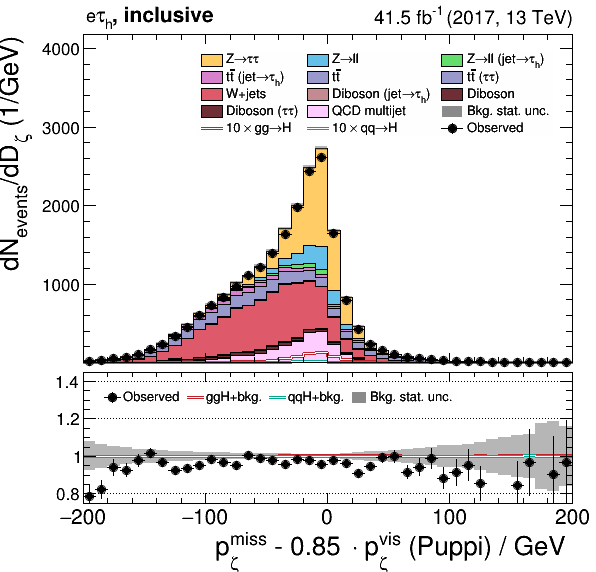 eτh, inclusive 41.5 fb⁻¹ (2017, 13 TeV)
dNevents/dDζ (1/GeV)
4000
3000
2000
1000
Z→ττ Z→ll Z→ll (jet→τh)
tt̄ (jet→τh) tt̄ tt̄ (ττ)
W+jets Diboson (jet→τh) Diboson
Diboson (ττ) QCD multijet Bkg. stat. unc.
10 × gg→H 10 × qq→H Observed
1.4
1.2
1
0.8
Observed ggH+bkg. qqH+bkg. Bkg. stat. unc.
−200 −100 0 100 200
pζmiss - 0.85 · pζvis (Puppi) / GeV